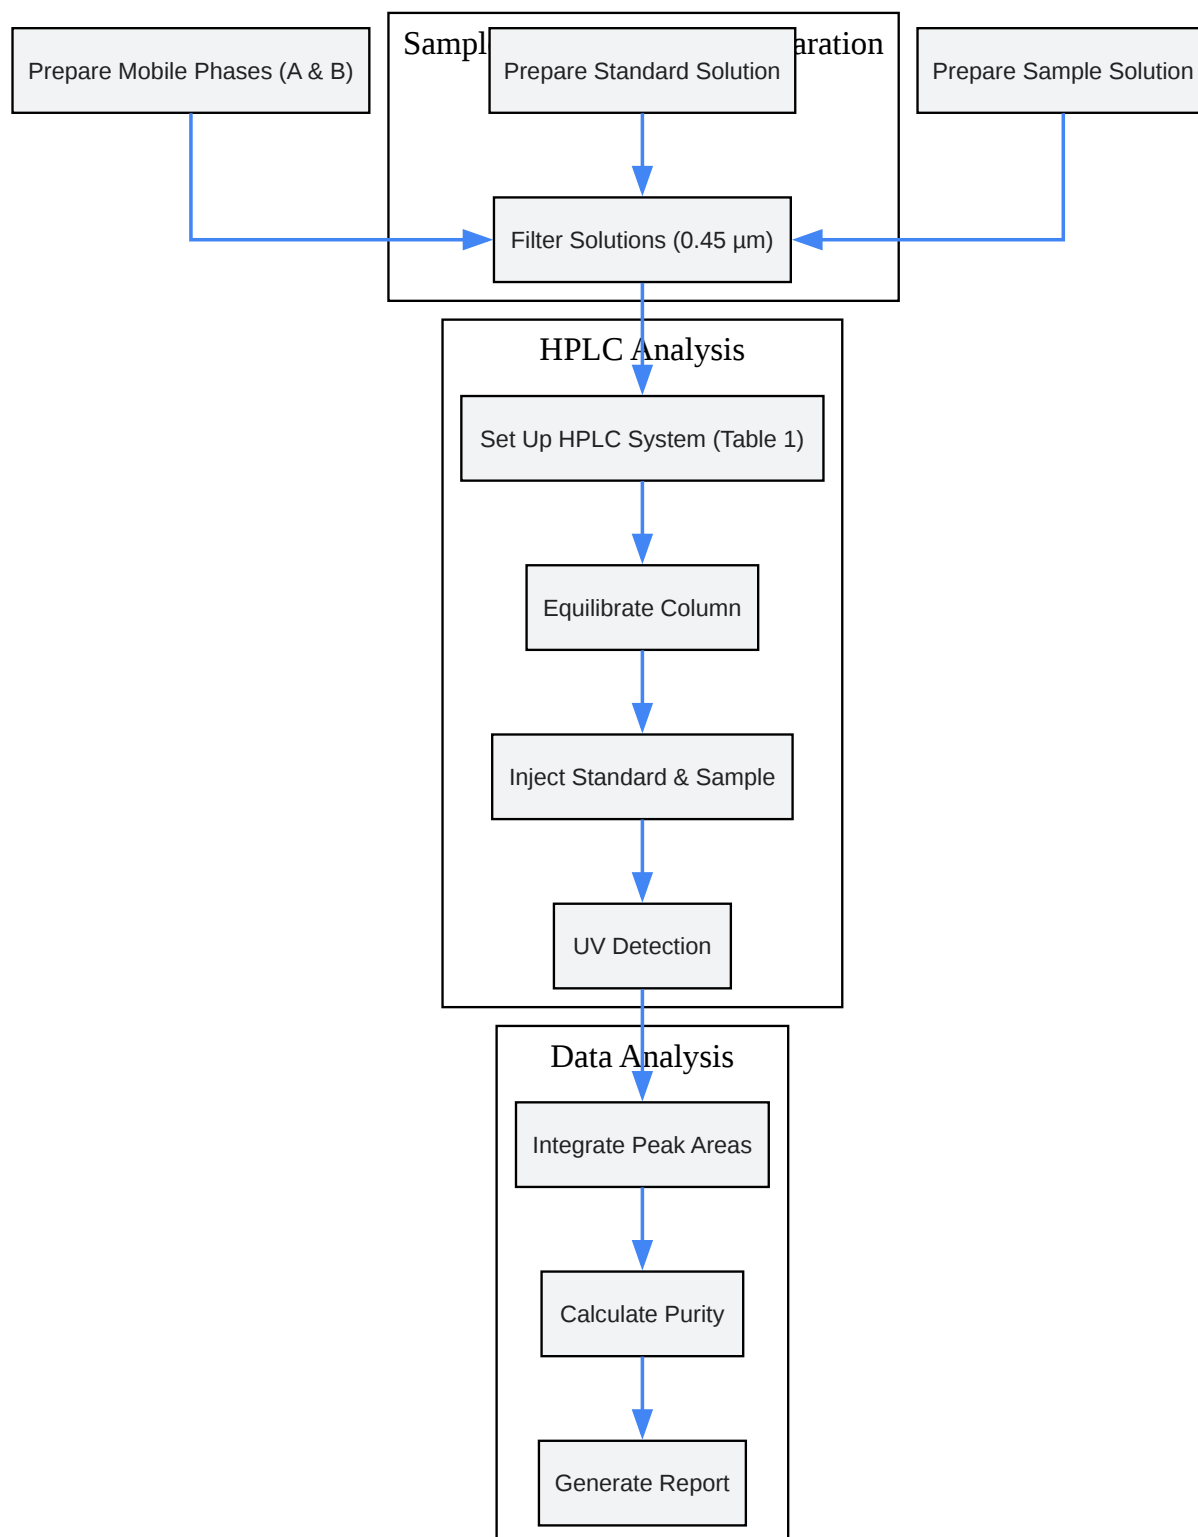 Prepare Mobile Phases (A & B)
Prepare Standard Solution
Prepare Sample Solution
Filter Solutions (0.45 µm)
HPLC Analysis
Set Up HPLC System (Table 1)
Equilibrate Column
Inject Standard & Sample
UV Detection
Data Analysis
Integrate Peak Areas
Calculate Purity
Generate Report